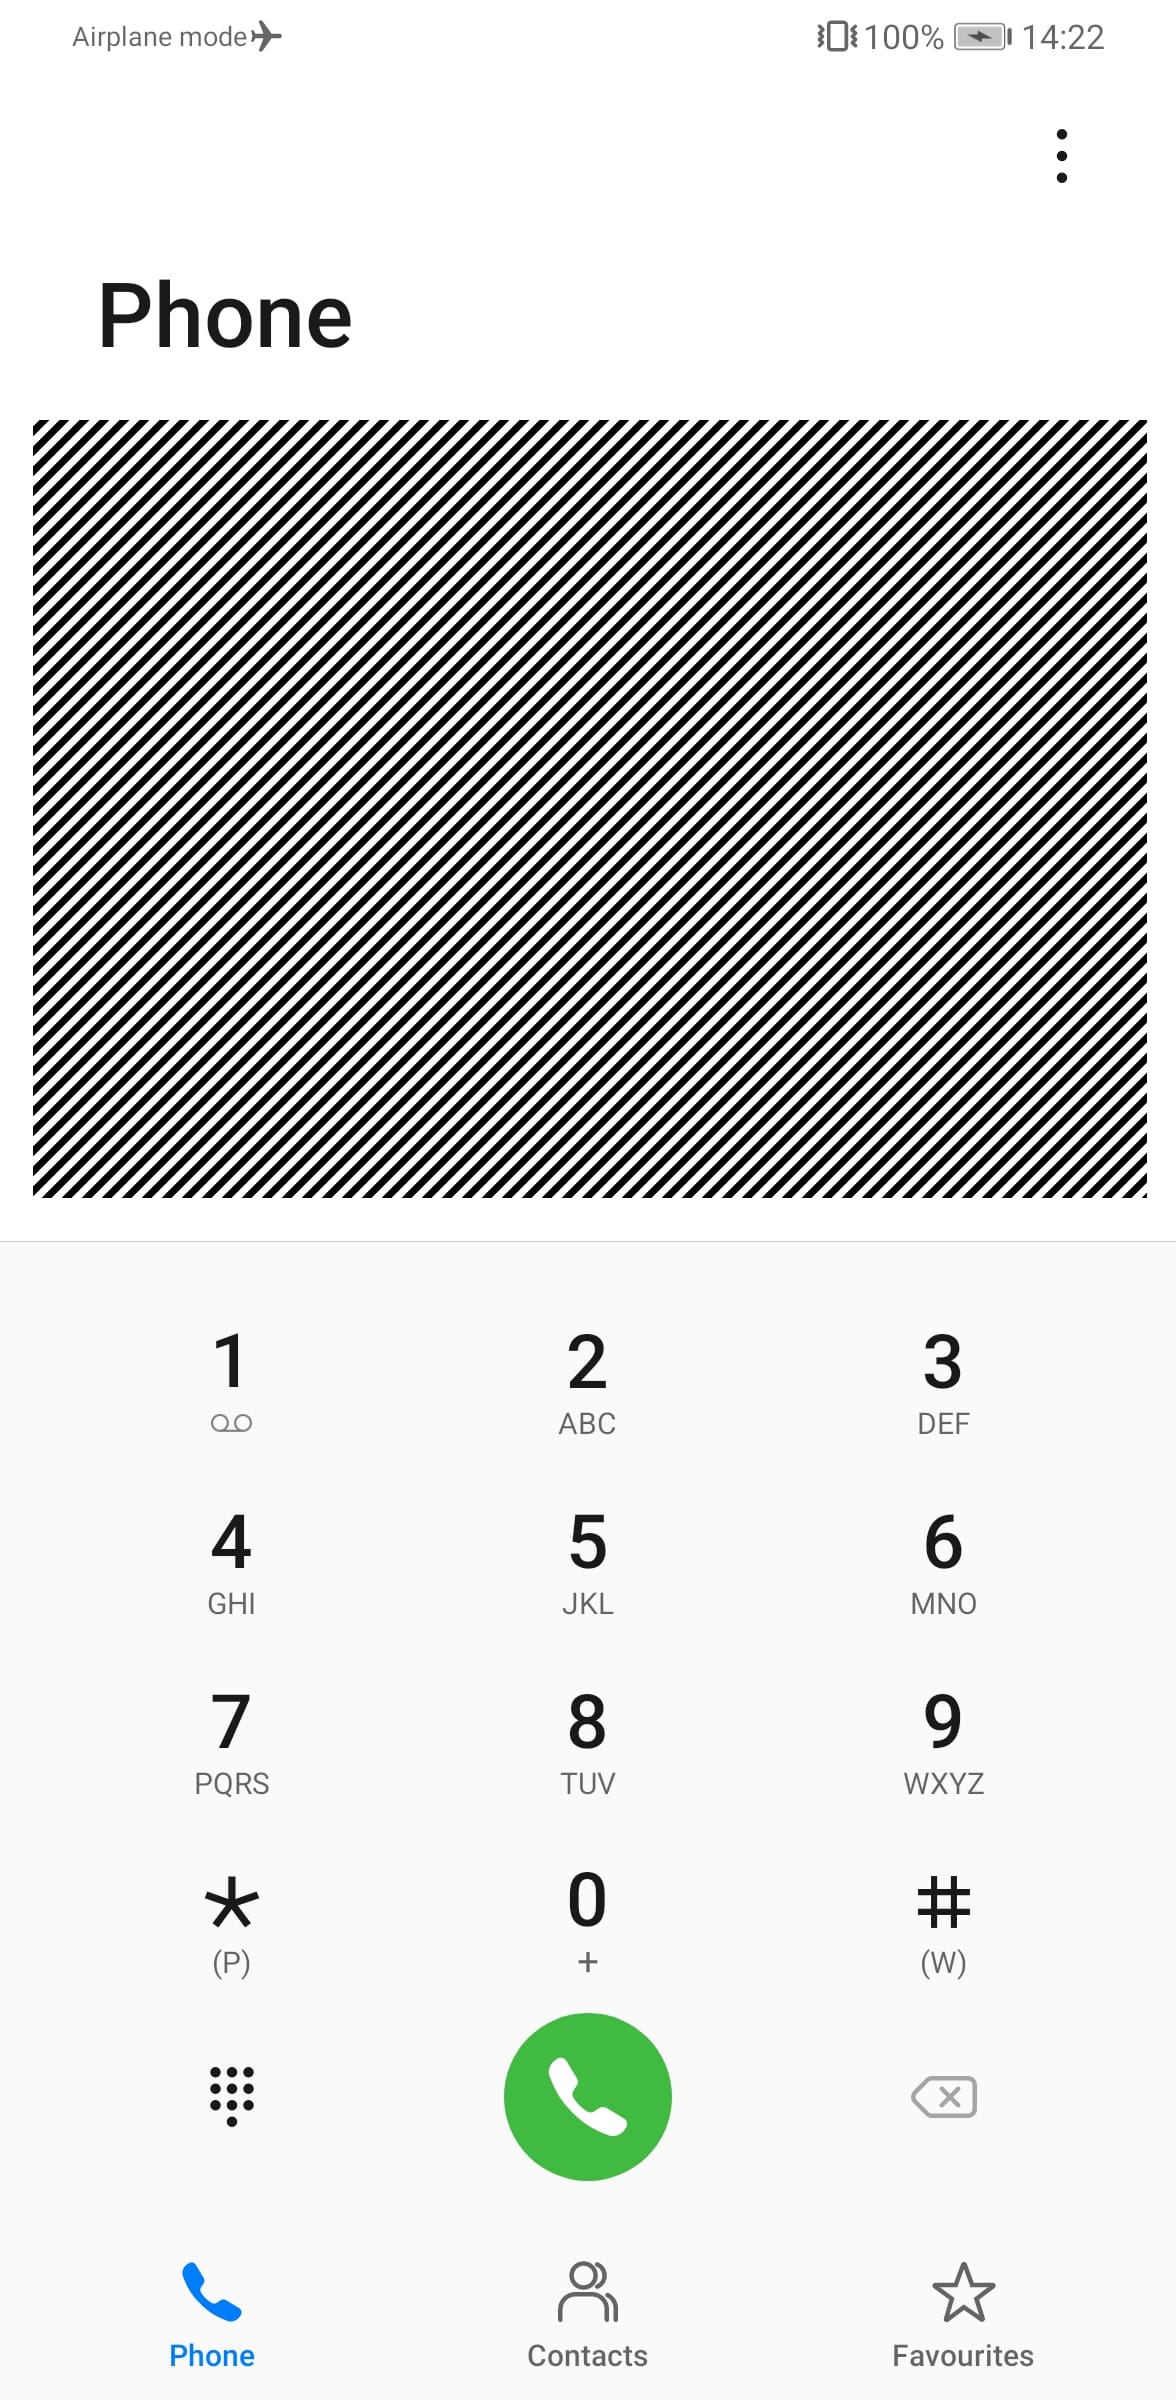 Airplane mode 100% 14:22
Phone
1 2 3
ABC DEF
4 5 6
GHI JKL MNO
7 8 9
PQRS TUV WXYZ
* 0 #
(P) + (W)
Phone Contacts Favourites